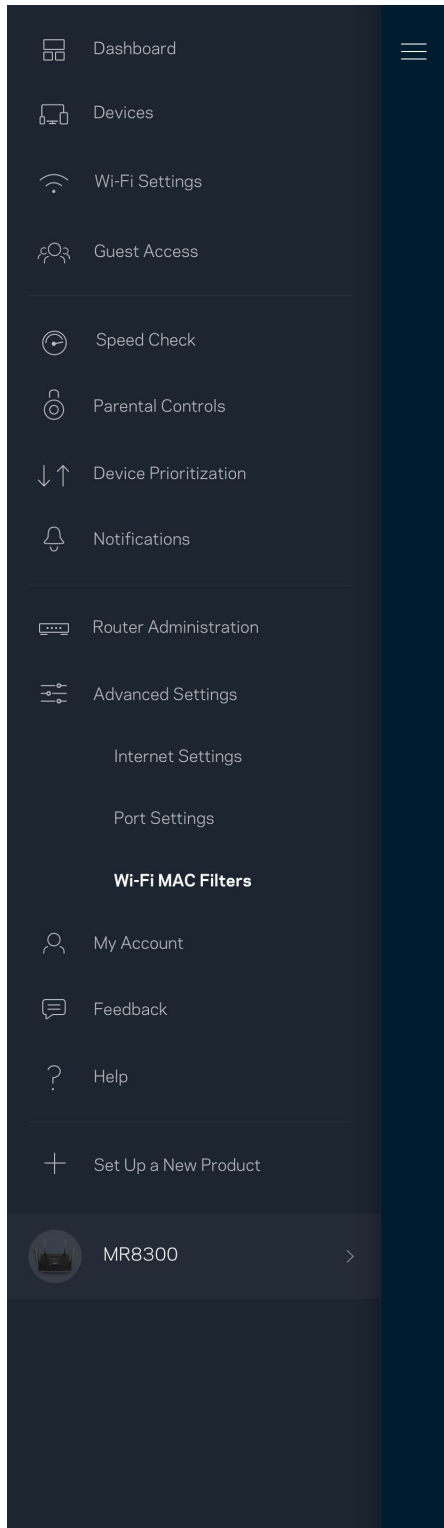 Dashboard
Devices
Wi-Fi Settings
Guest Access
Speed Check
Parental Controls
Device Prioritization
Notifications
Router Administration
Advanced Settings
Internet Settings
Port Settings
Wi-Fi MAC Filters
My Account
Feedback
Help
Set Up a New Product
MR8300